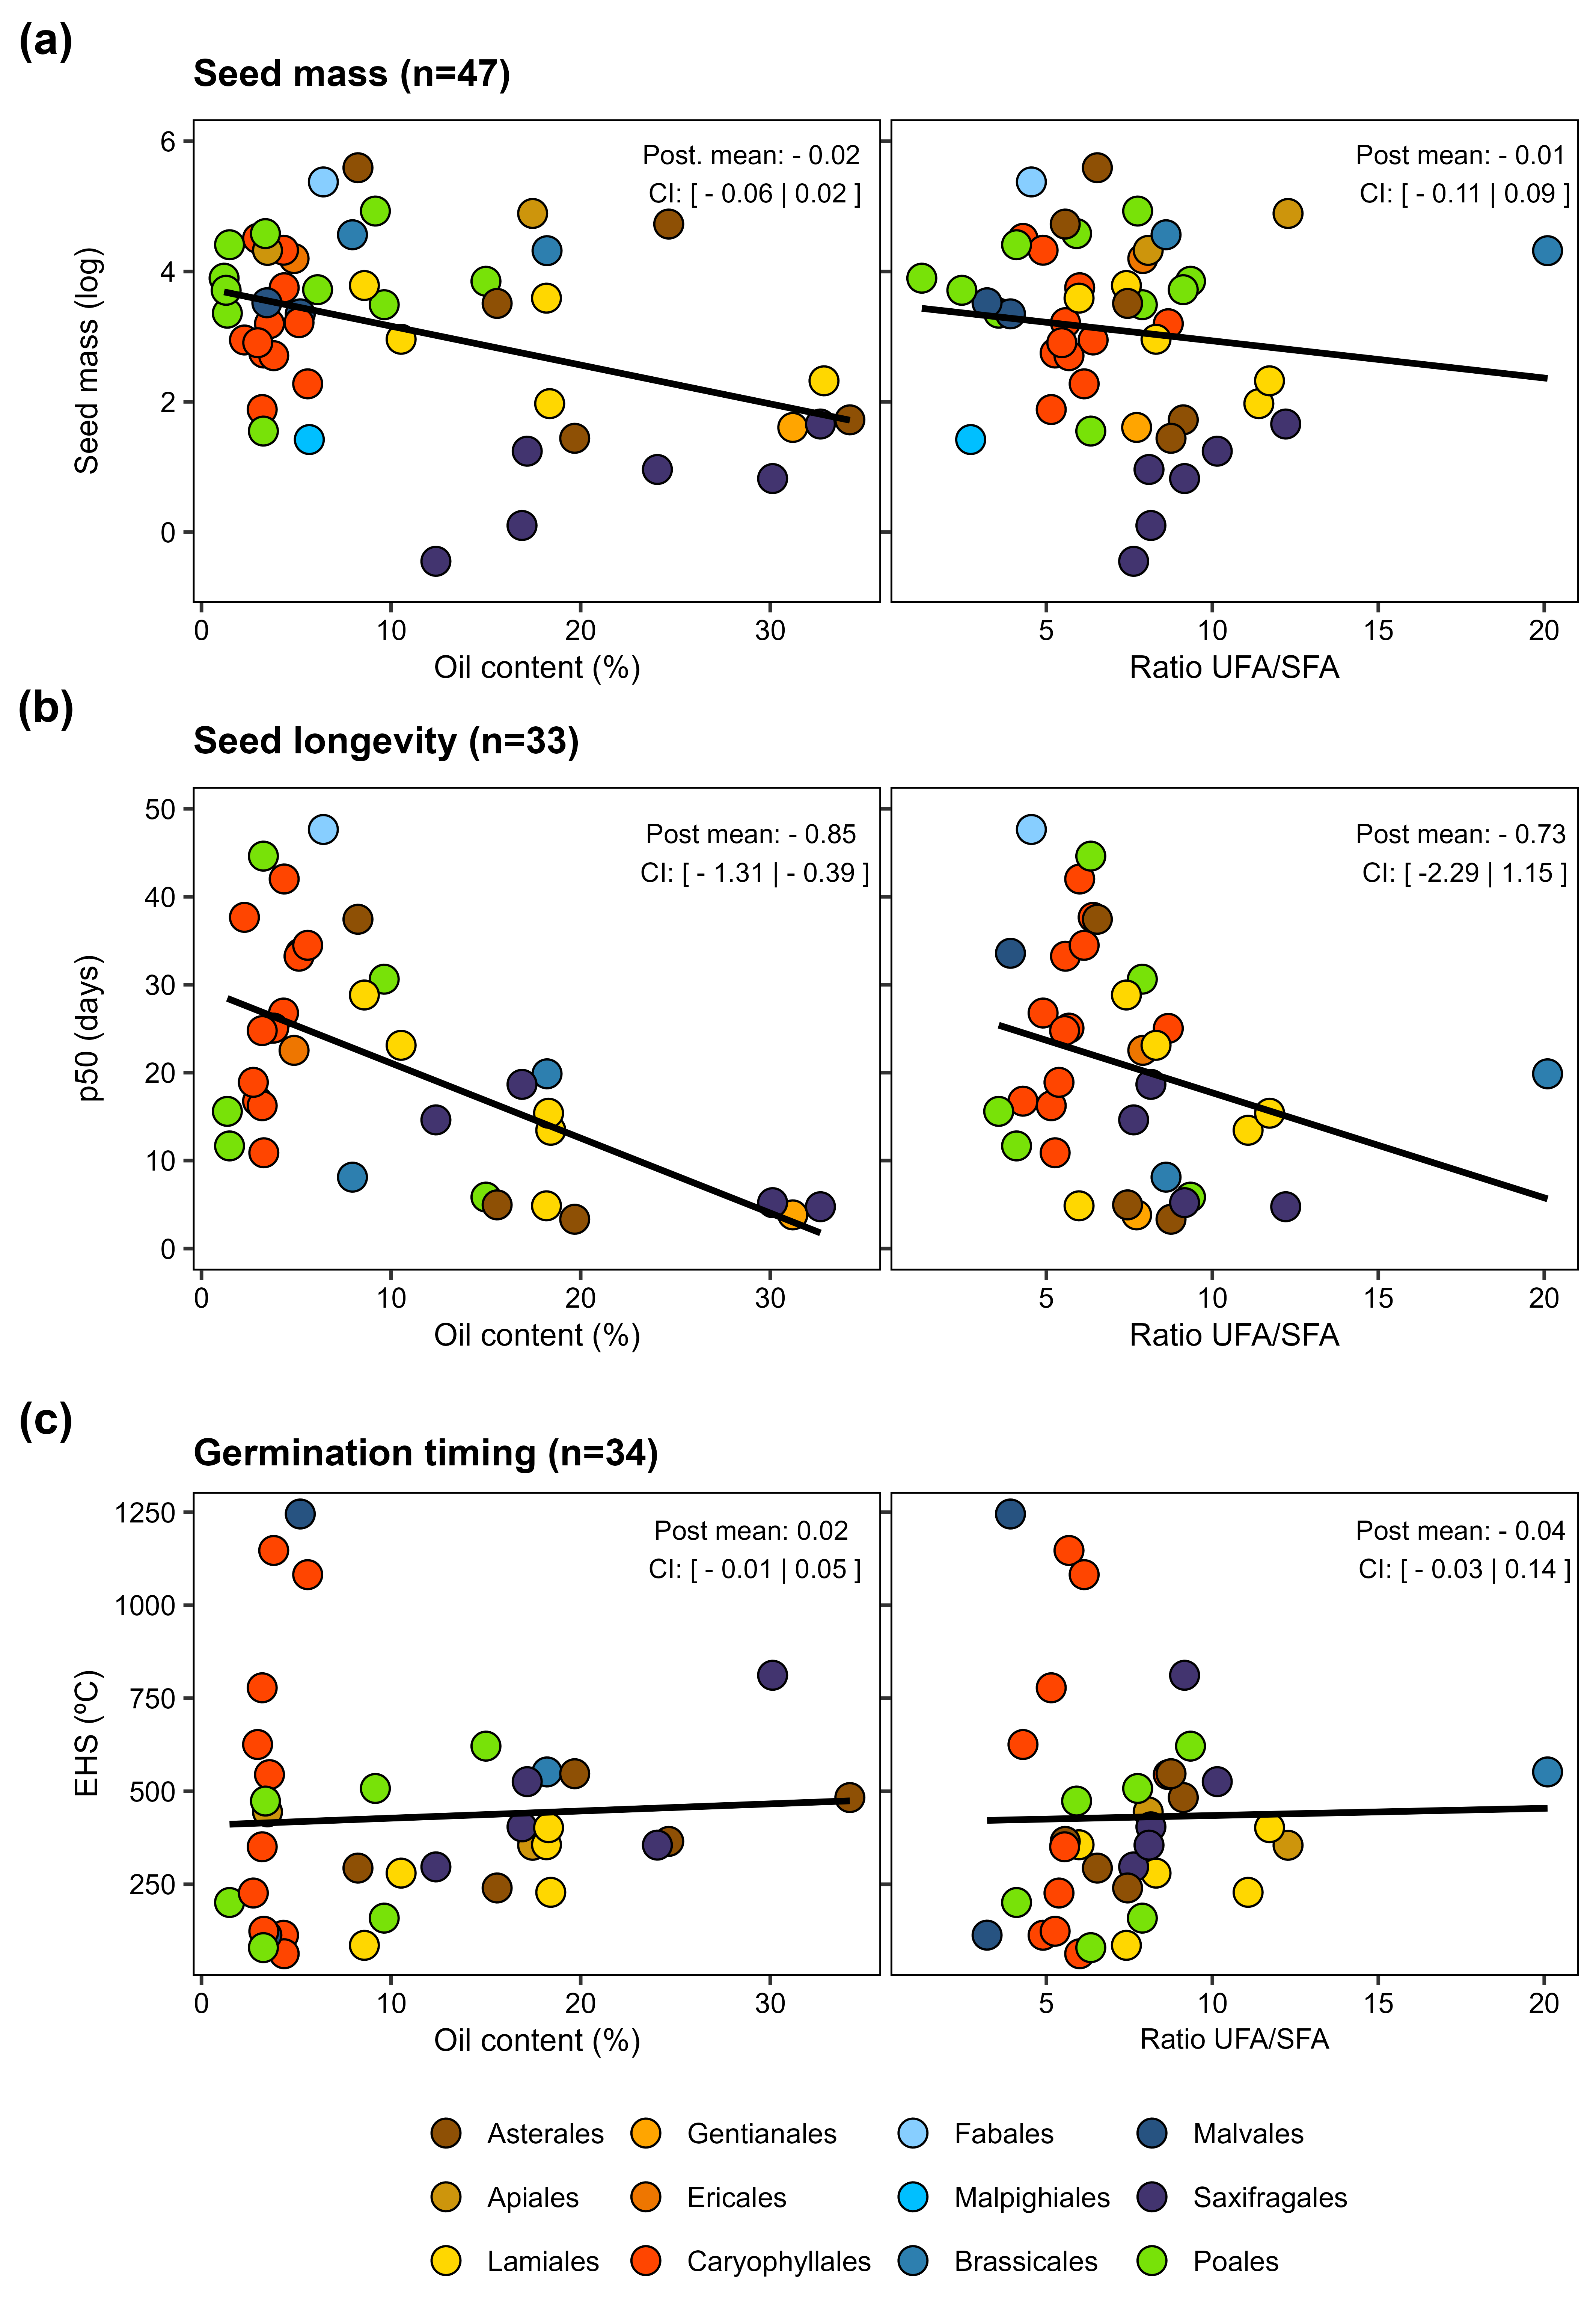 (a)
Seed mass (n=47)
Seed mass (log)
6
4
2
0
Post. mean: - 0.02
CI: [ - 0.06 | 0.02 ]
Post mean: - 0.01
CI: [ - 0.11 | 0.09 ]
0 10 20 30
5 10 15 20
Oil content (%)
Ratio UFA/SFA
(b)
Seed longevity (n=33)
p50 (days)
50
40
30
20
10
0
Post mean: - 0.85
CI: [ - 1.31 | - 0.39 ]
Post mean: - 0.73
CI: [ -2.29 | 1.15 ]
0 10 20 30
5 10 15 20
Oil content (%)
Ratio UFA/SFA
(c)
Germination timing (n=34)
EHS (ºC)
1250
1000
750
500
250
Post mean: 0.02
CI: [ - 0.01 | 0.05 ]
Post mean: - 0.04
CI: [ - 0.03 | 0.14 ]
0 10 20 30
5 10 15 20
Oil content (%)
Ratio UFA/SFA
Asterales Gentianales Fabales Malvales
Apiales Ericales Malpighiales Saxifragales
Lamiales Caryophyllales Brassicales Poales